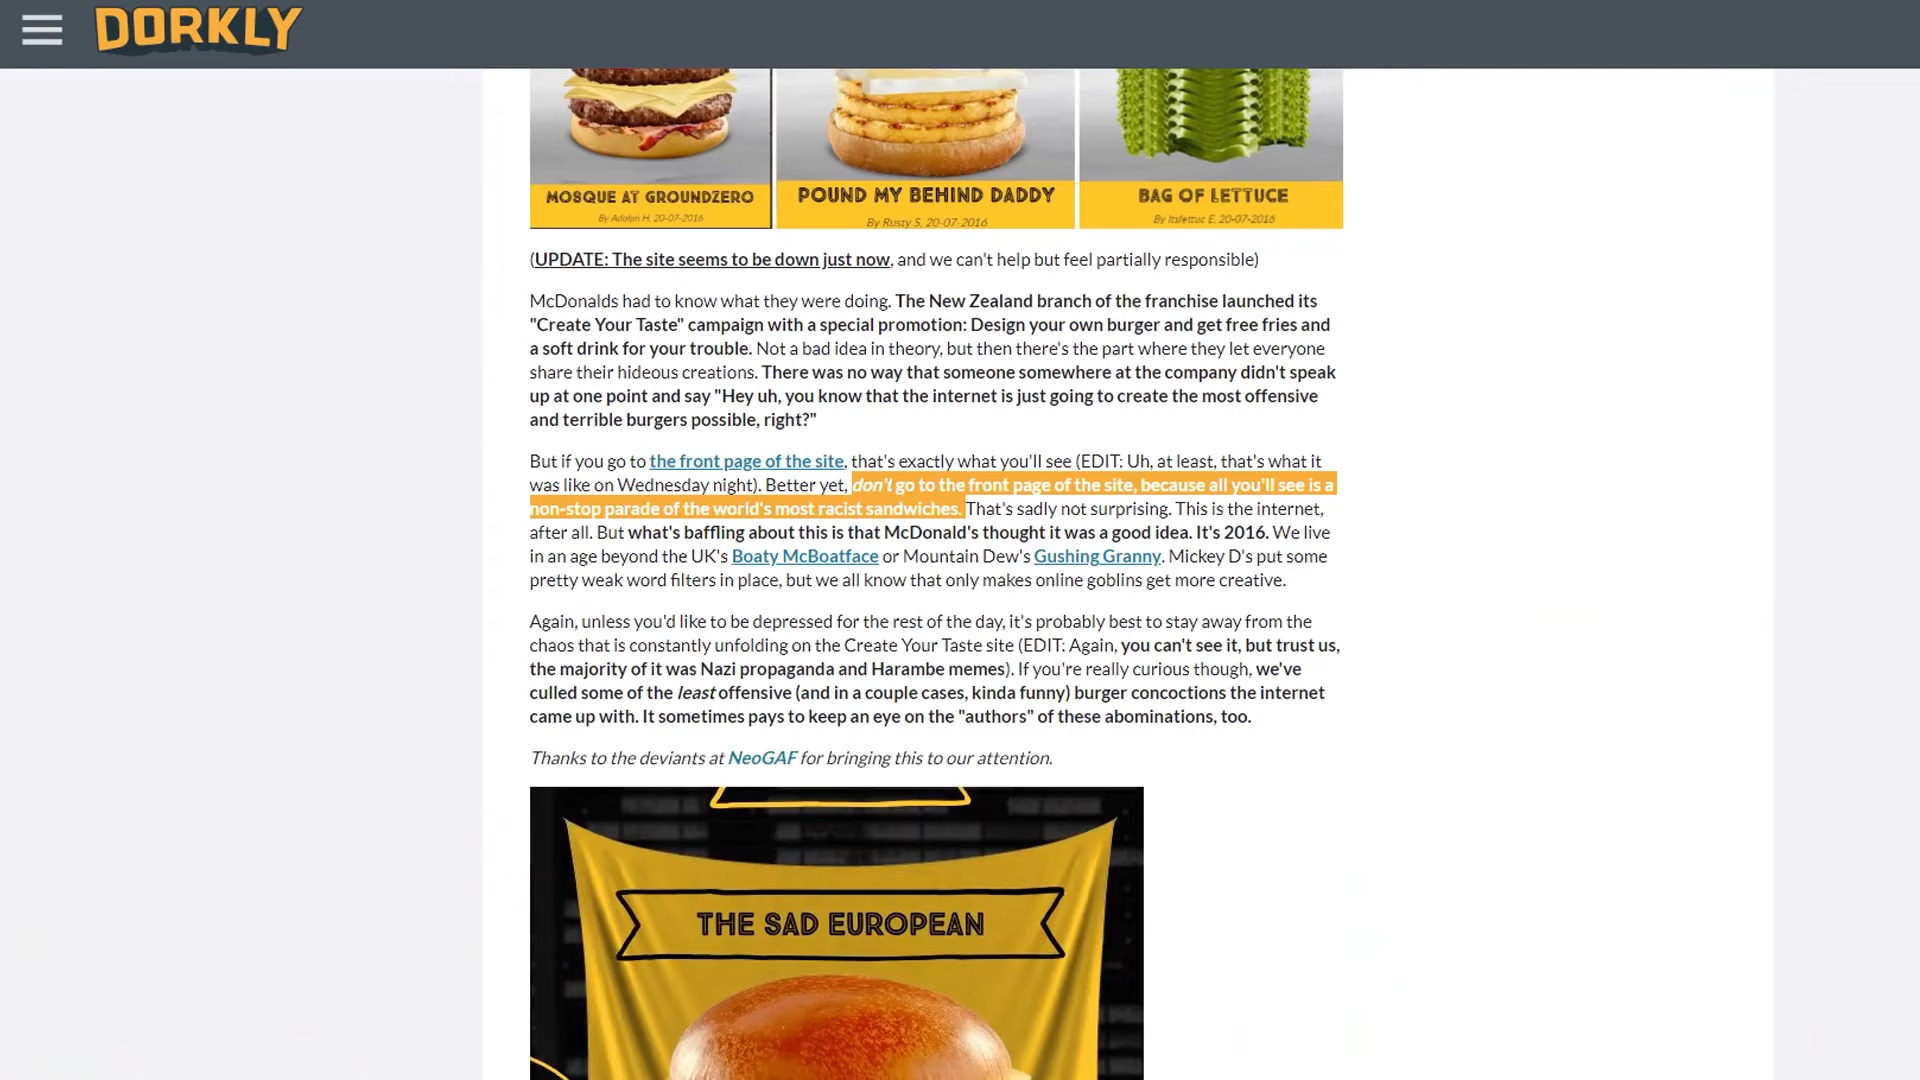 DORKLY
MOSQUE AT GROUNDZERO
By Adolph H, 20-07-2016
POUND MY BEHIND DADDY
By Rusty S, 20-07-2016
BAG OF LETTUCE
By Itslettuc E, 20-07-2016
(UPDATE: The site seems to be down just now, and we can't help but feel partially responsible)
McDonalds had to know what they were doing. The New Zealand branch of the franchise launched its
"Create Your Taste" campaign with a special promotion: Design your own burger and get free fries and
a soft drink for your trouble. Not a bad idea in theory, but then there's the part where they let everyone
share their hideous creations. There was no way that someone somewhere at the company didn't speak
up at one point and say "Hey uh, you know that the internet is just going to create the most offensive
and terrible burgers possible, right?"
But if you go to the front page of the site, that's exactly what you'll see (EDIT: Uh, at least, that's what it
was like on Wednesday night). Better yet, don't go to the front page of the site, because all you'll see is a
non-stop parade of the world's most racist sandwiches. That's sadly not surprising. This is the internet,
after all. But what's baffling about this is that McDonald's thought it was a good idea. It's 2016. We live
in an age beyond the UK's Boaty McBoatface or Mountain Dew's Gushing Granny. Mickey D's put some
pretty weak word filters in place, but we all know that only makes online goblins get more creative.
Again, unless you'd like to be depressed for the rest of the day, it's probably best to stay away from the
chaos that is constantly unfolding on the Create Your Taste site (EDIT: Again, you can't see it, but trust us,
the majority of it was Nazi propaganda and Harambe memes). If you're really curious though, we've
culled some of the least offensive (and in a couple cases, kinda funny) burger concoctions the internet
came up with. It sometimes pays to keep an eye on the "authors" of these abominations, too.
Thanks to the deviants at NeoGAF for bringing this to our attention.
THE SAD EUROPEAN